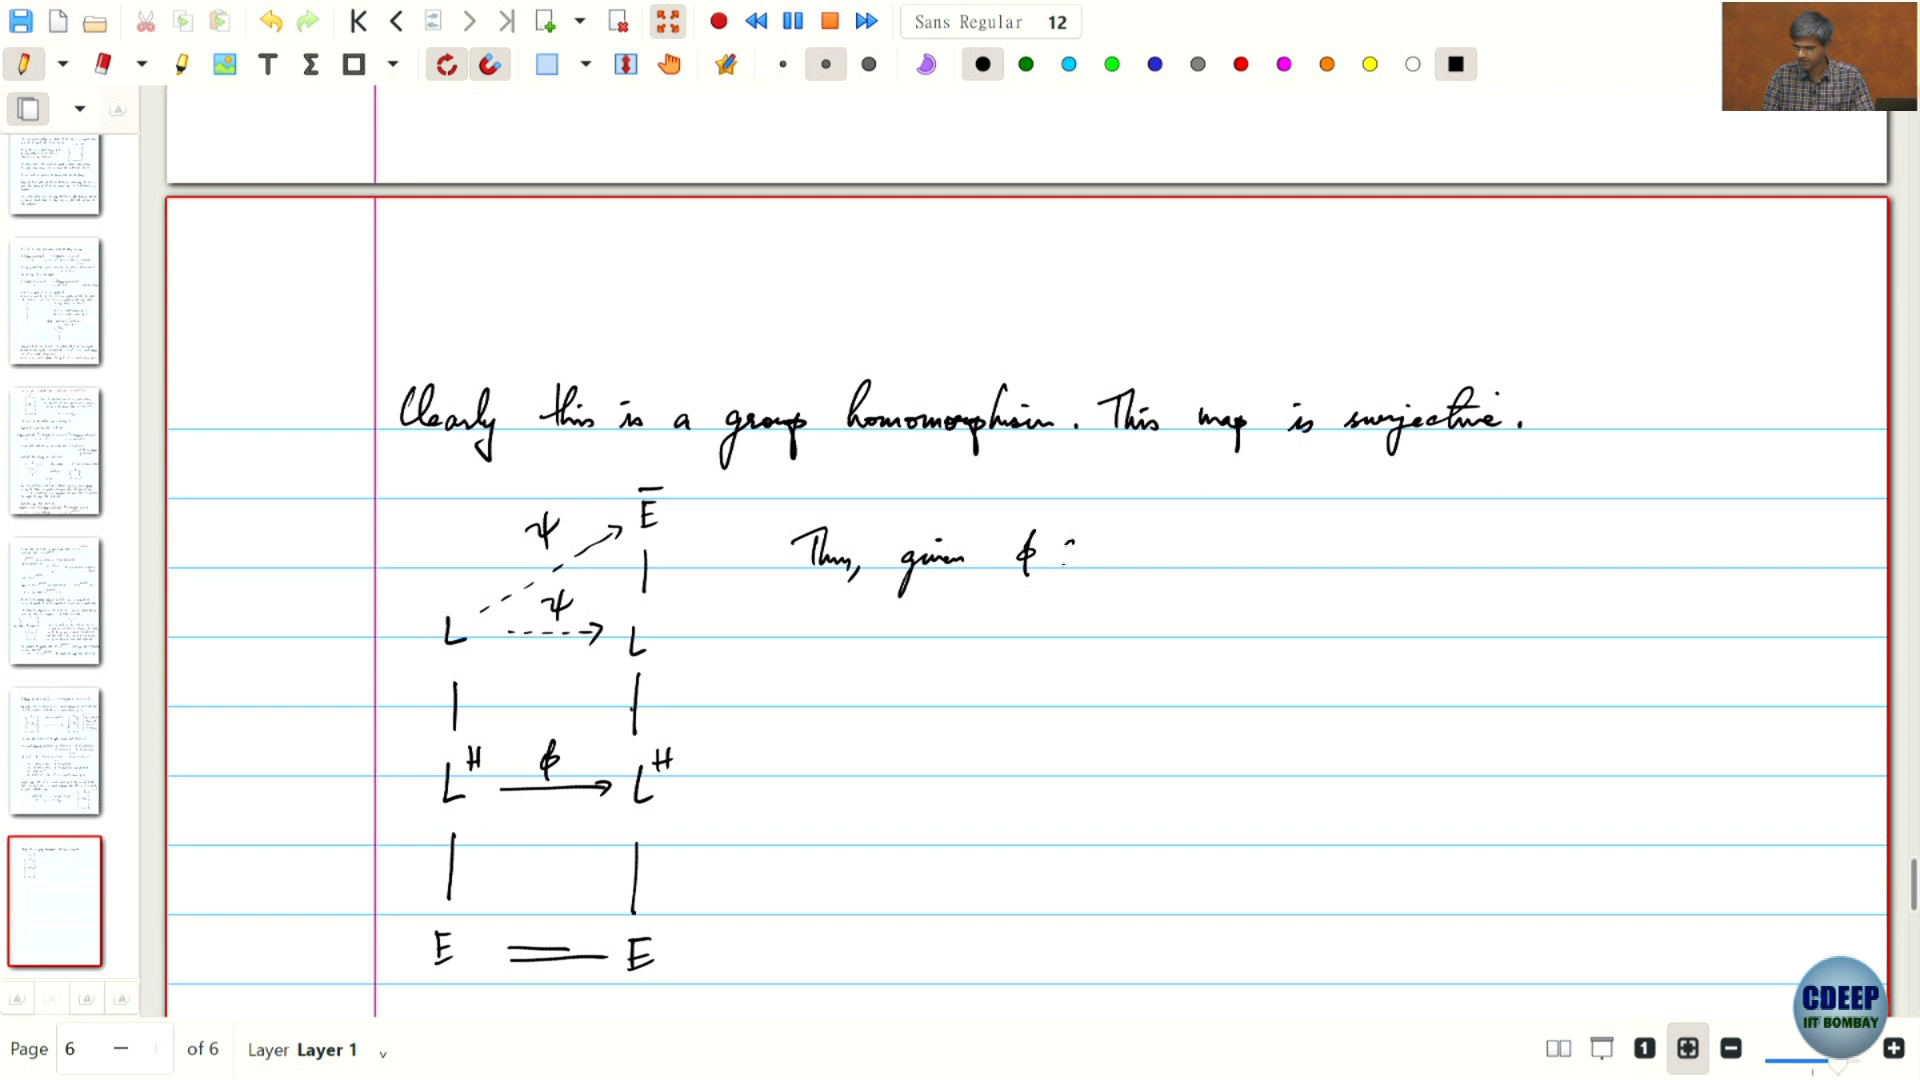 Sans Regular 12
Clearly this is a group homomorphism. This map is surjective.
Ē
ψ
Thus, given ϕ
ψ
L L
L^H ϕ L^H
E E
CDEEP
IIT BOMBAY
Page 6 of 6 Layer Layer 1